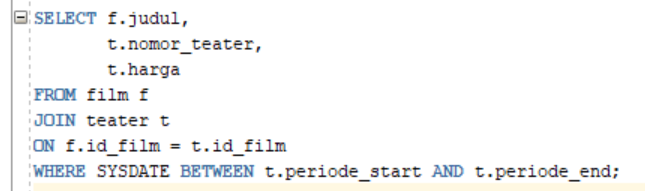 SELECT f.judul,
t.nomor_teater,
t.harga
FROM film f
JOIN teater t
ON f.id_film = t.id_film
WHERE SYSDATE BETWEEN t.periode_start AND t.periode_end;